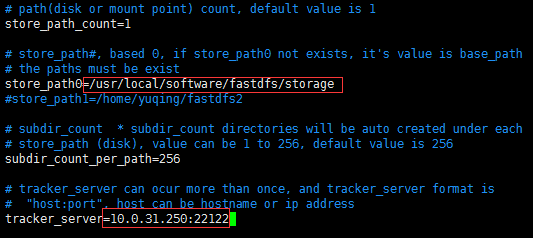 # path(disk or mount point) count, default value is 1
store_path_count=1
# store_path#, based 0, if store_path0 not exists, it's value is base_path
# the paths must be exist
store_path0=/usr/local/software/fastdfs/storage
#store_path1=/home/yuqing/fastdfs2
# subdir_count  * subdir_count directories will be auto created under each
# store_path (disk), value can be 1 to 256, default value is 256
subdir_count_per_path=256
# tracker_server can ocur more than once, and tracker_server format is
#  "host:port", host can be hostname or ip address
tracker_server=10.0.31.250:22122